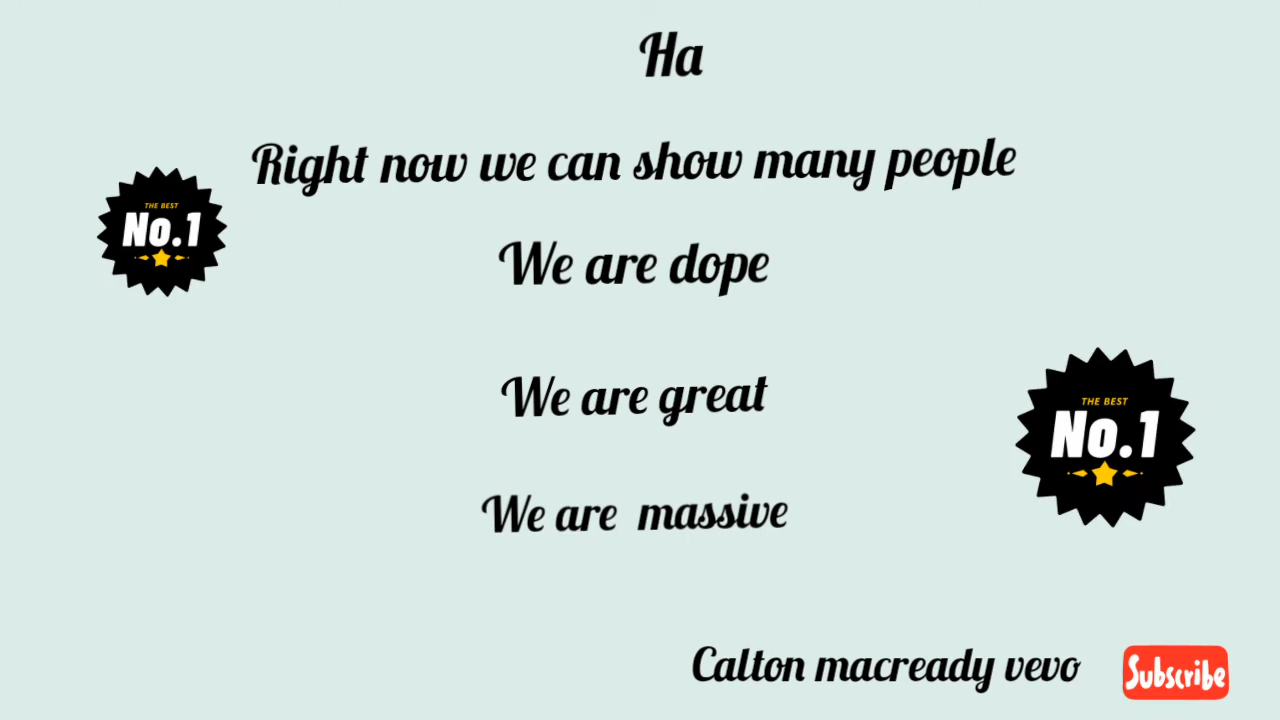 Ha
Right now we can show many people
THE BEST
No.1
We are dope
We are great
THE BEST
No.1
We are massive
Calton macready vevo
Subscribe